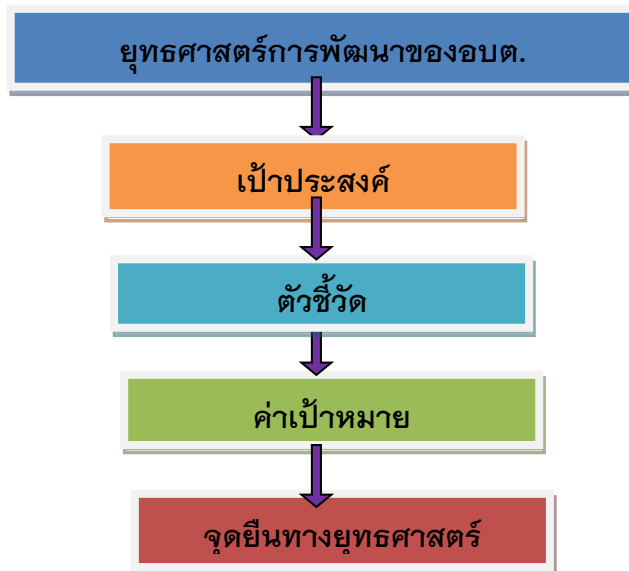 ยุทธศาสตร์การพัฒนาของอบต.
เป้าประสงค์
ตัวชี้วัด
ค่าเป้าหมาย
จุดยืนทางยุทธศาสตร์